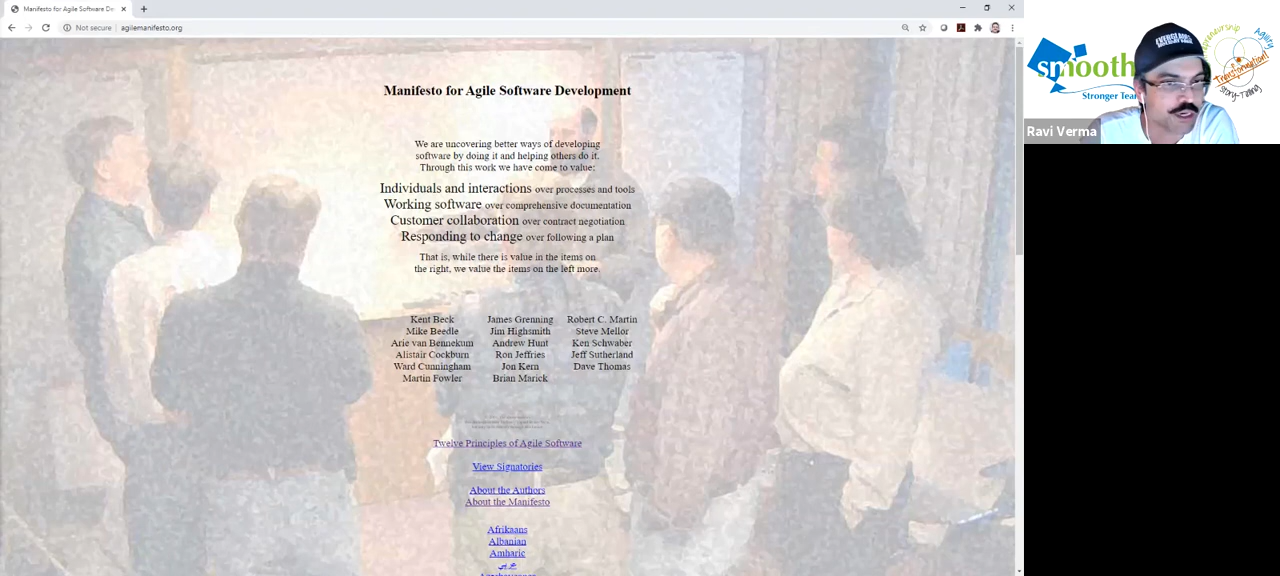 Manifesto for Agile Software De
Not secure | agilemanifesto.org
Manifesto for Agile Software Development
We are uncovering better ways of developing
software by doing it and helping others do it.
Through this work we have come to value:
Individuals and interactions over processes and tools
Working software over comprehensive documentation
Customer collaboration over contract negotiation
Responding to change over following a plan
That is, while there is value in the items on
the right, we value the items on the left more.
Kent Beck James Grenning Robert C. Martin
Mike Beedle Jim Highsmith Steve Mellor
Arie van Bennekum Andrew Hunt Ken Schwaber
Alistair Cockburn Ron Jeffries Jeff Sutherland
Ward Cunningham Jon Kern Dave Thomas
Martin Fowler Brian Marick
Twelve Principles of Agile Software
View Signatories
About the Authors
About the Manifesto
Afrikaans
Albanian
Amharic
عربي
smooth
Stronger Tea
Agility
Transformation!
Story-Telling
Ravi Verma